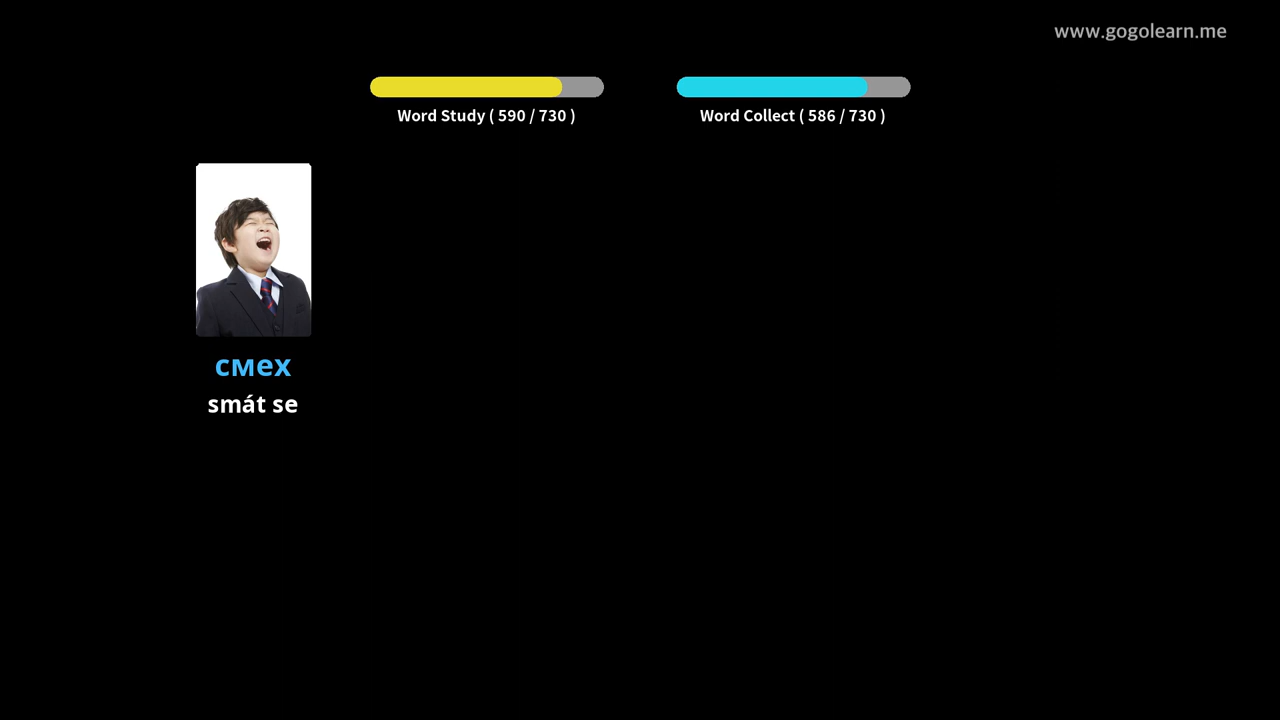 www.gogolearn.me
Word Study ( 590 / 730 )
Word Collect ( 586 / 730 )
смех
smát se